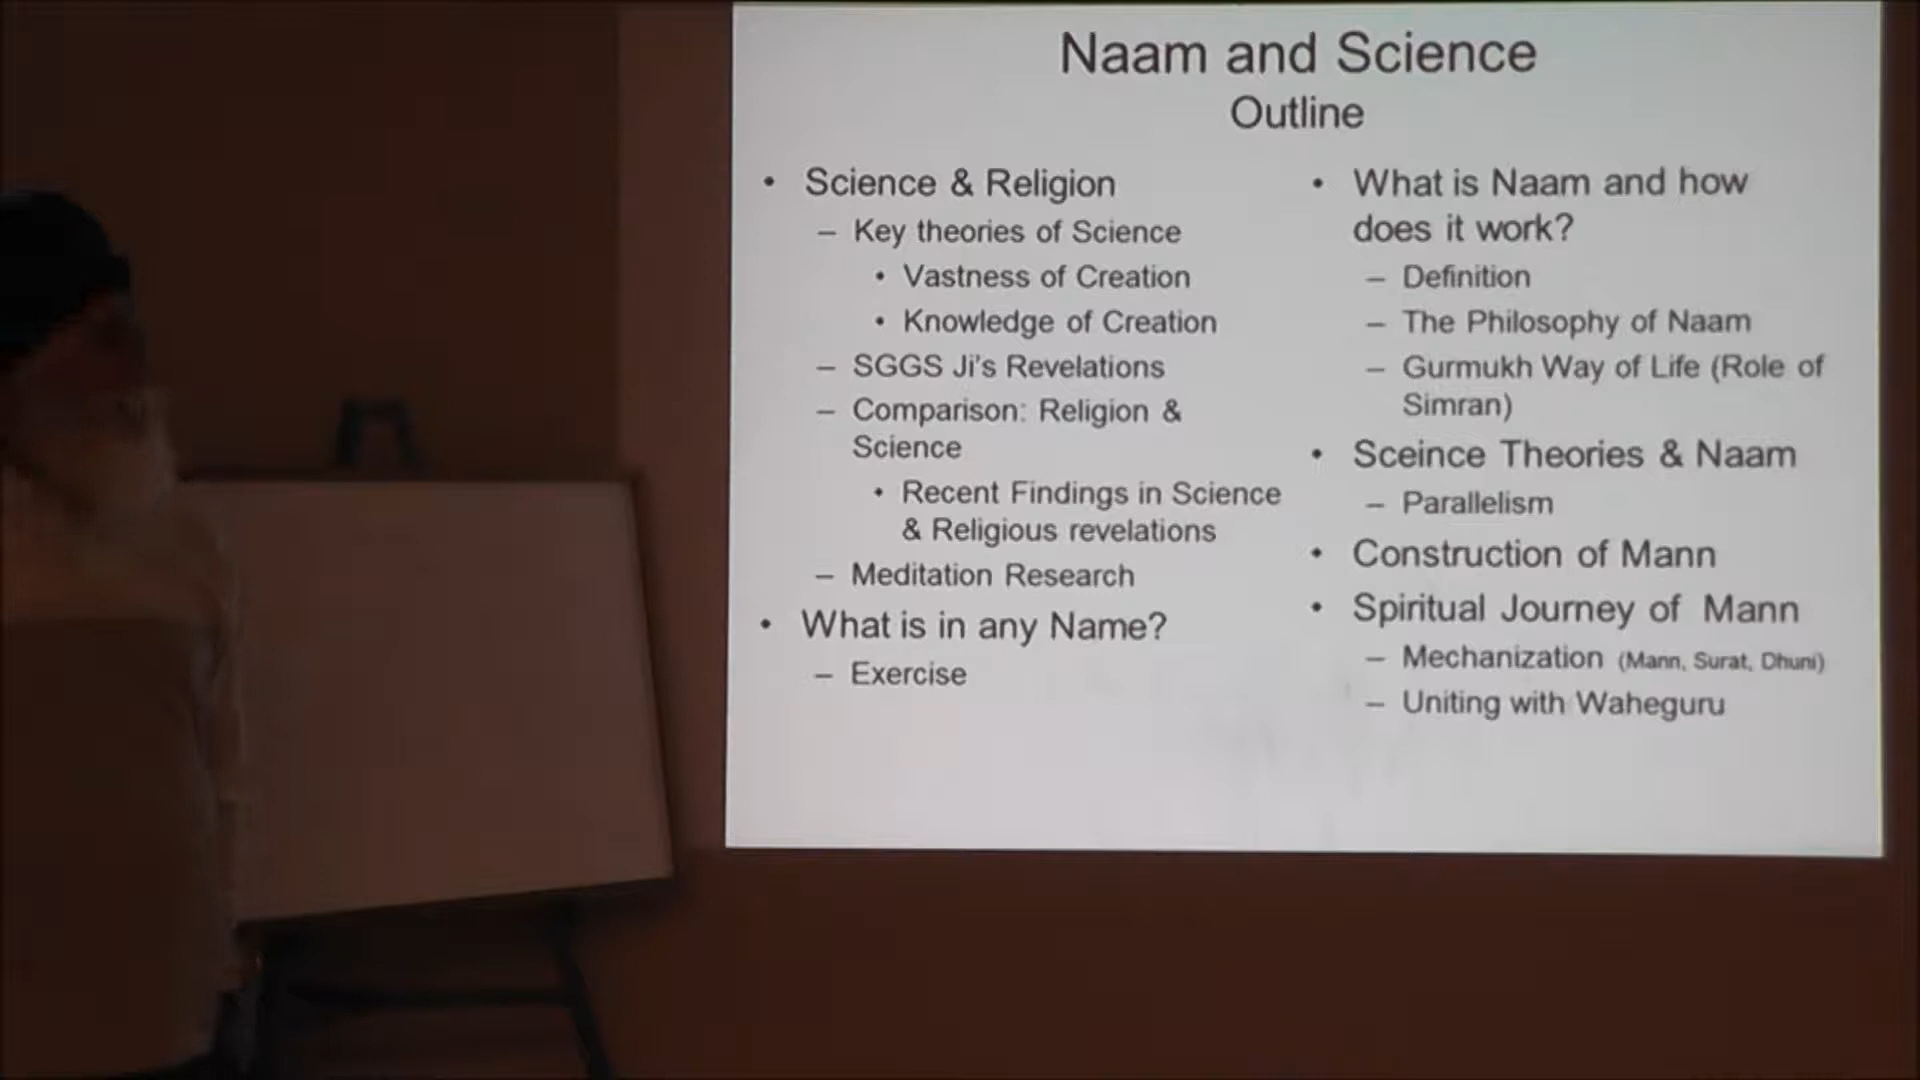 Naam and Science
Outline
• Science & Religion
– Key theories of Science
• Vastness of Creation
• Knowledge of Creation
– SGGS Ji's Revelations
– Comparison: Religion &
Science
• Recent Findings in Science
& Religious revelations
– Meditation Research
• What is in any Name?
– Exercise
• What is Naam and how
does it work?
– Definition
– The Philosophy of Naam
– Gurmukh Way of Life (Role of
Simran)
• Sceince Theories & Naam
– Parallelism
• Construction of Mann
• Spiritual Journey of Mann
– Mechanization (Mann, Surat, Dhuni)
– Uniting with Waheguru